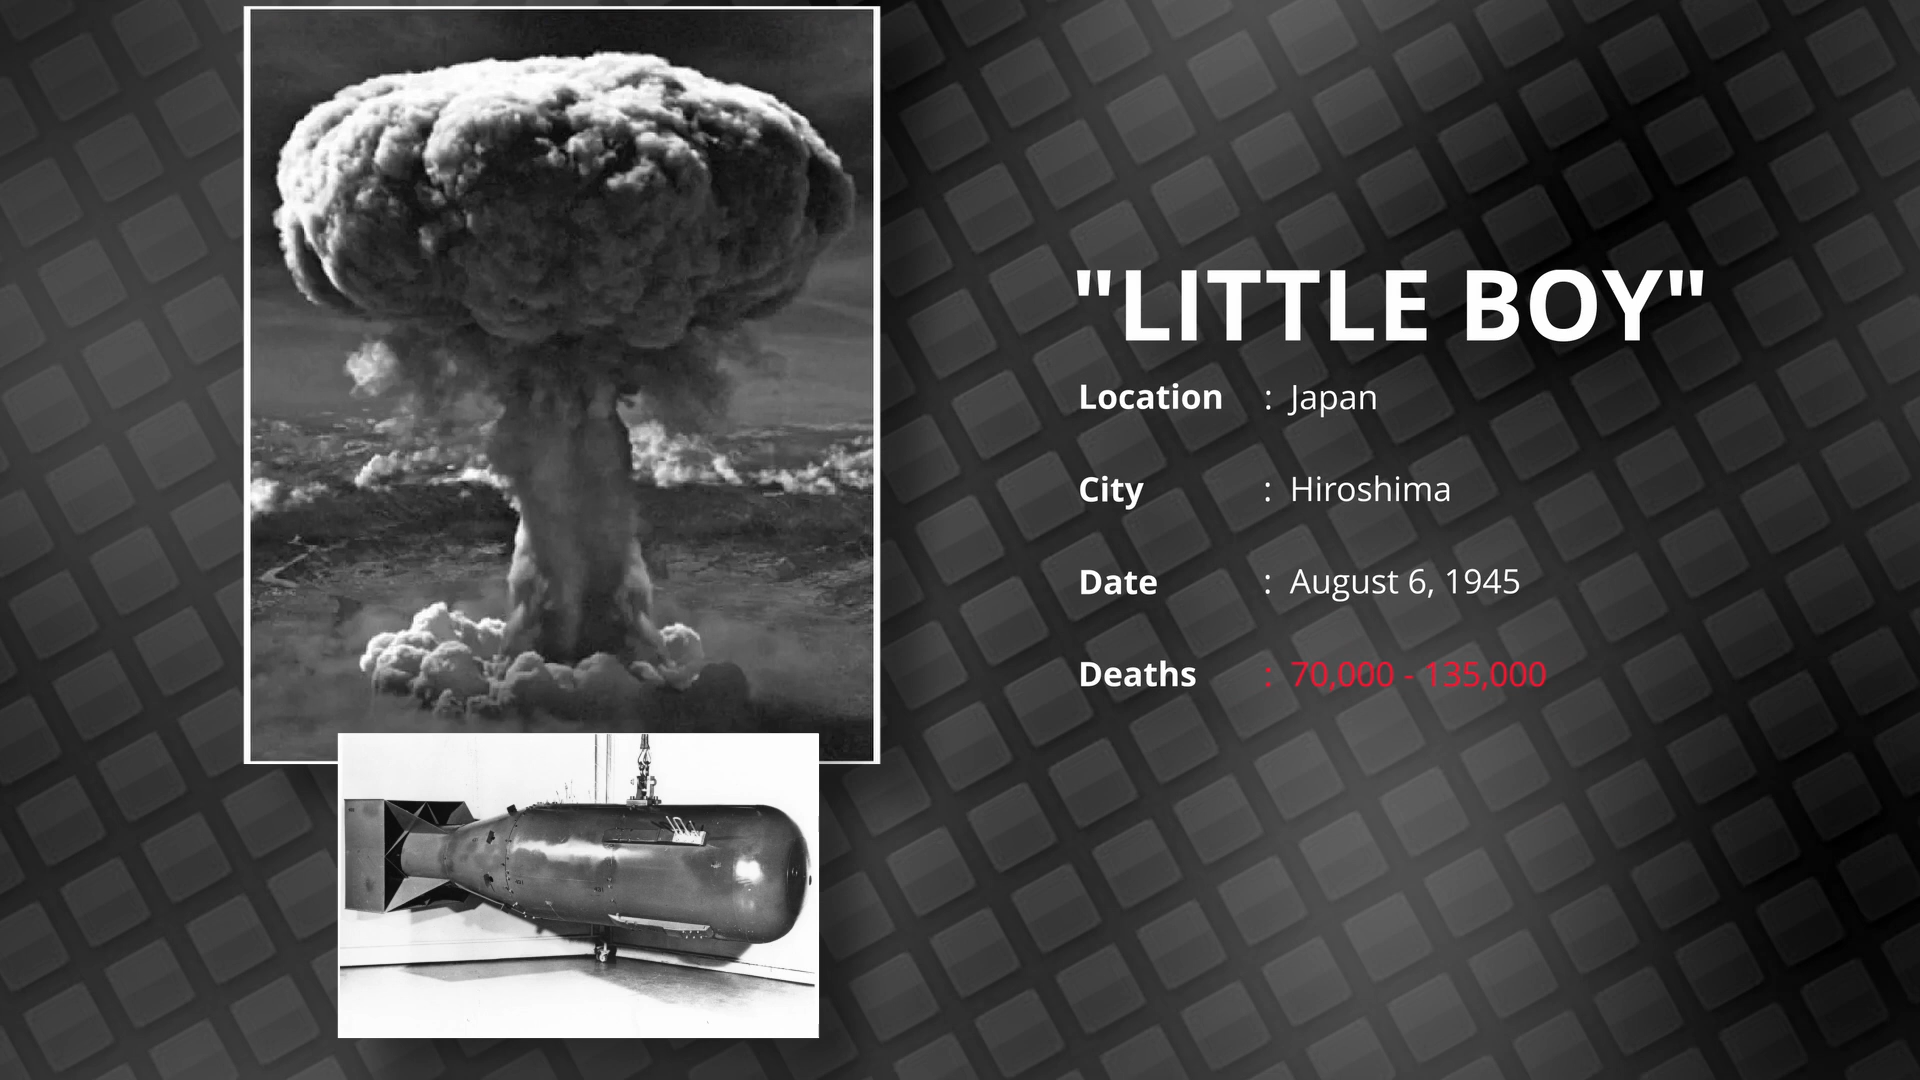 "LITTLE BOY"
Location : Japan
City : Hiroshima
Date : August 6, 1945
Deaths : 70,000 - 135,000